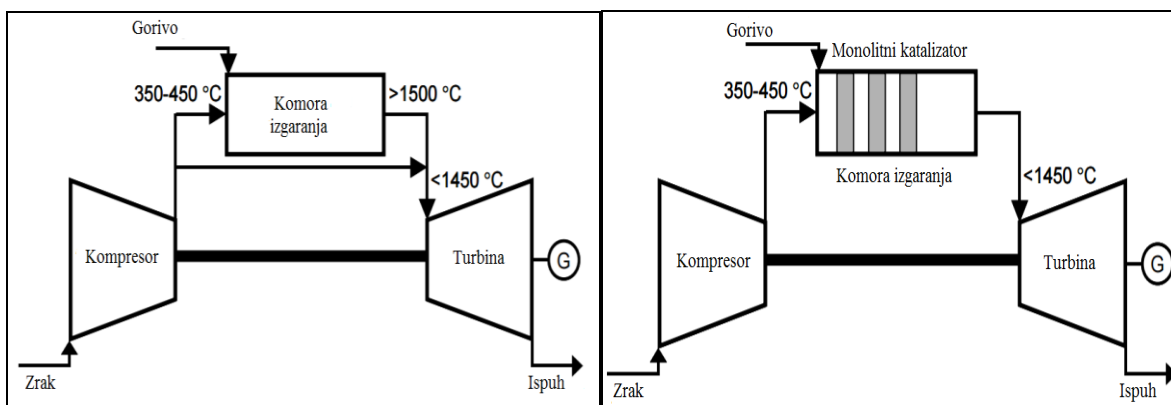 Gorivo
350-450 °C
Komora
izgaranja
>1500 °C
<1450 °C
Kompresor
Turbina
G
Zrak
Ispuh
Gorivo
Monolitni katalizator
350-450 °C
Komora izgaranja
<1450 °C
Kompresor
Turbina
G
Zrak
Ispuh